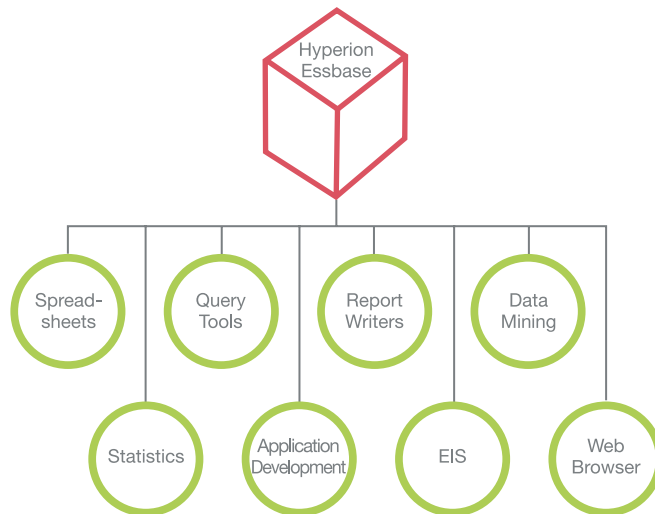 Hyperion
Essbase
Spread-
sheets
Query
Tools
Report
Writers
Data
Mining
Statistics
Application
Development
EIS
Web
Browser